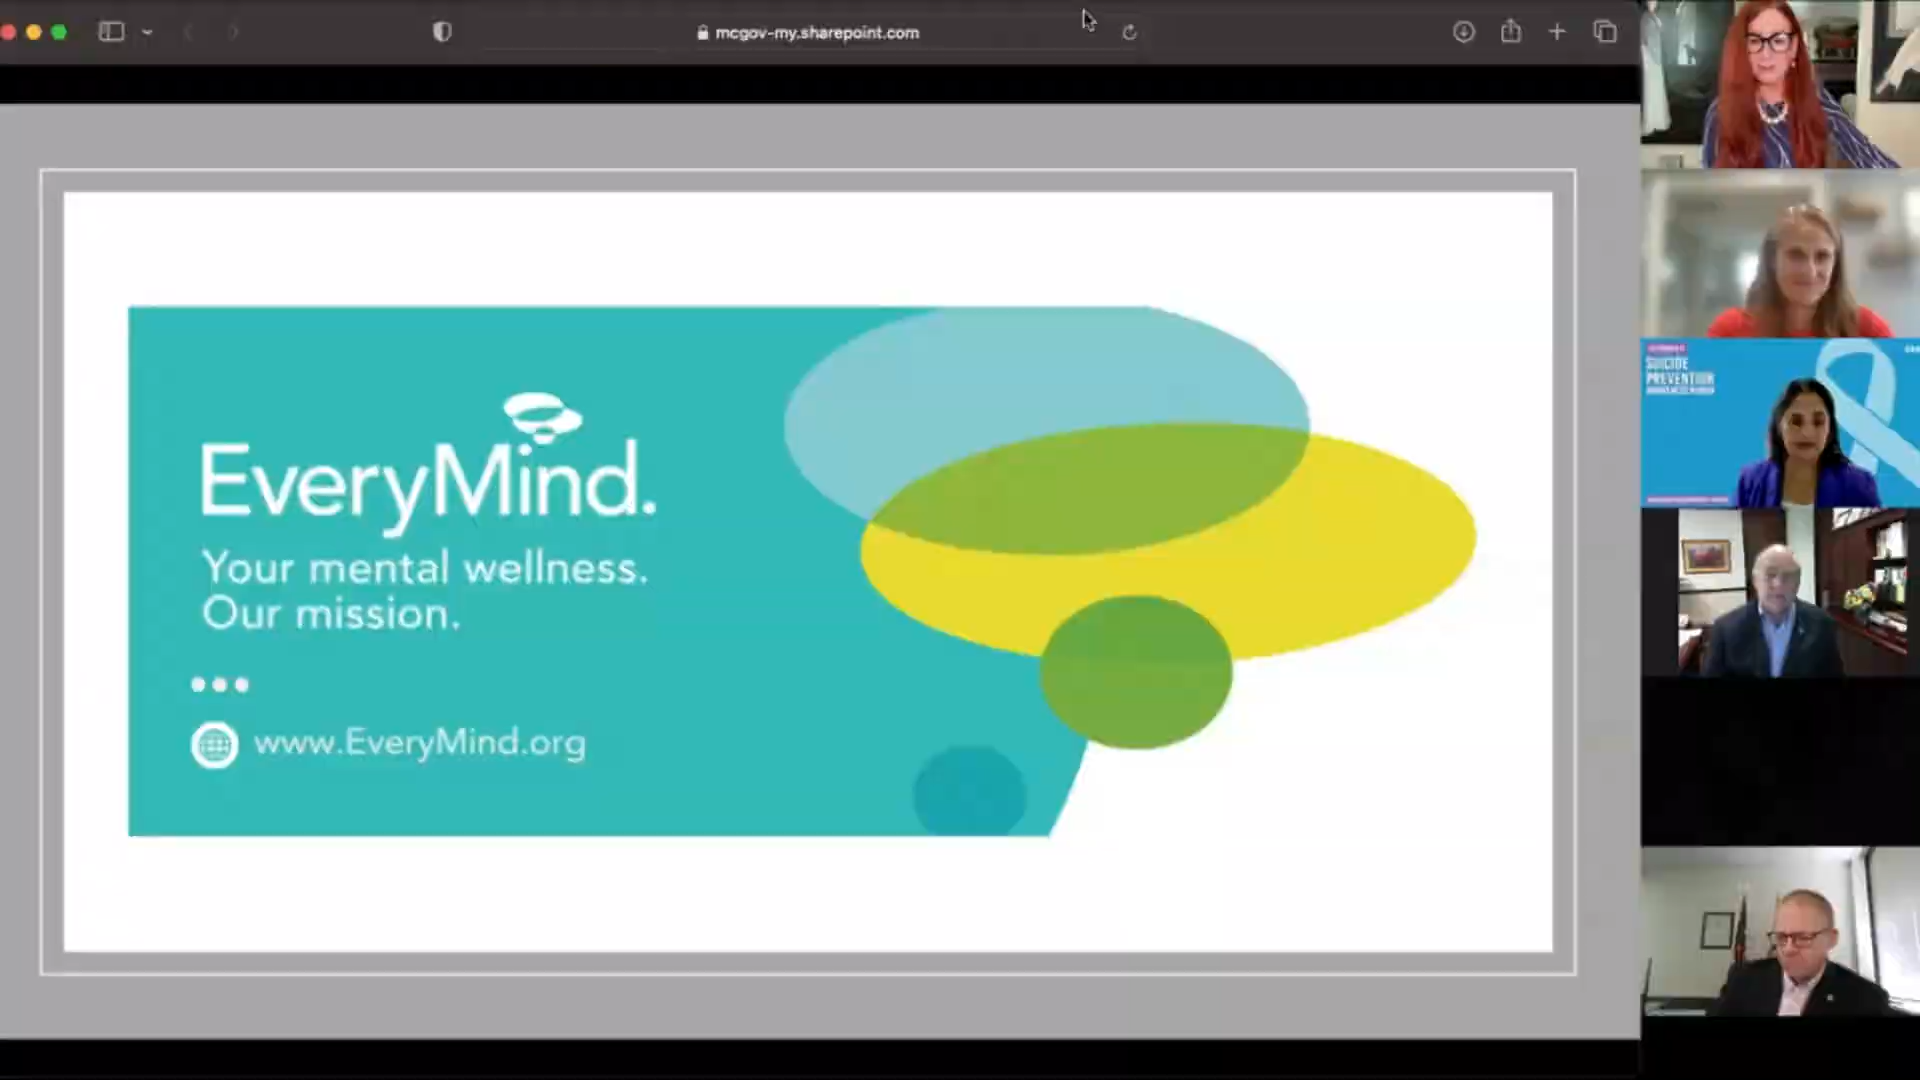 mcgov-my.sharepoint.com
EveryMind.
Your mental wellness.
Our mission.
www.EveryMind.org
SUICIDE
PREVENTION